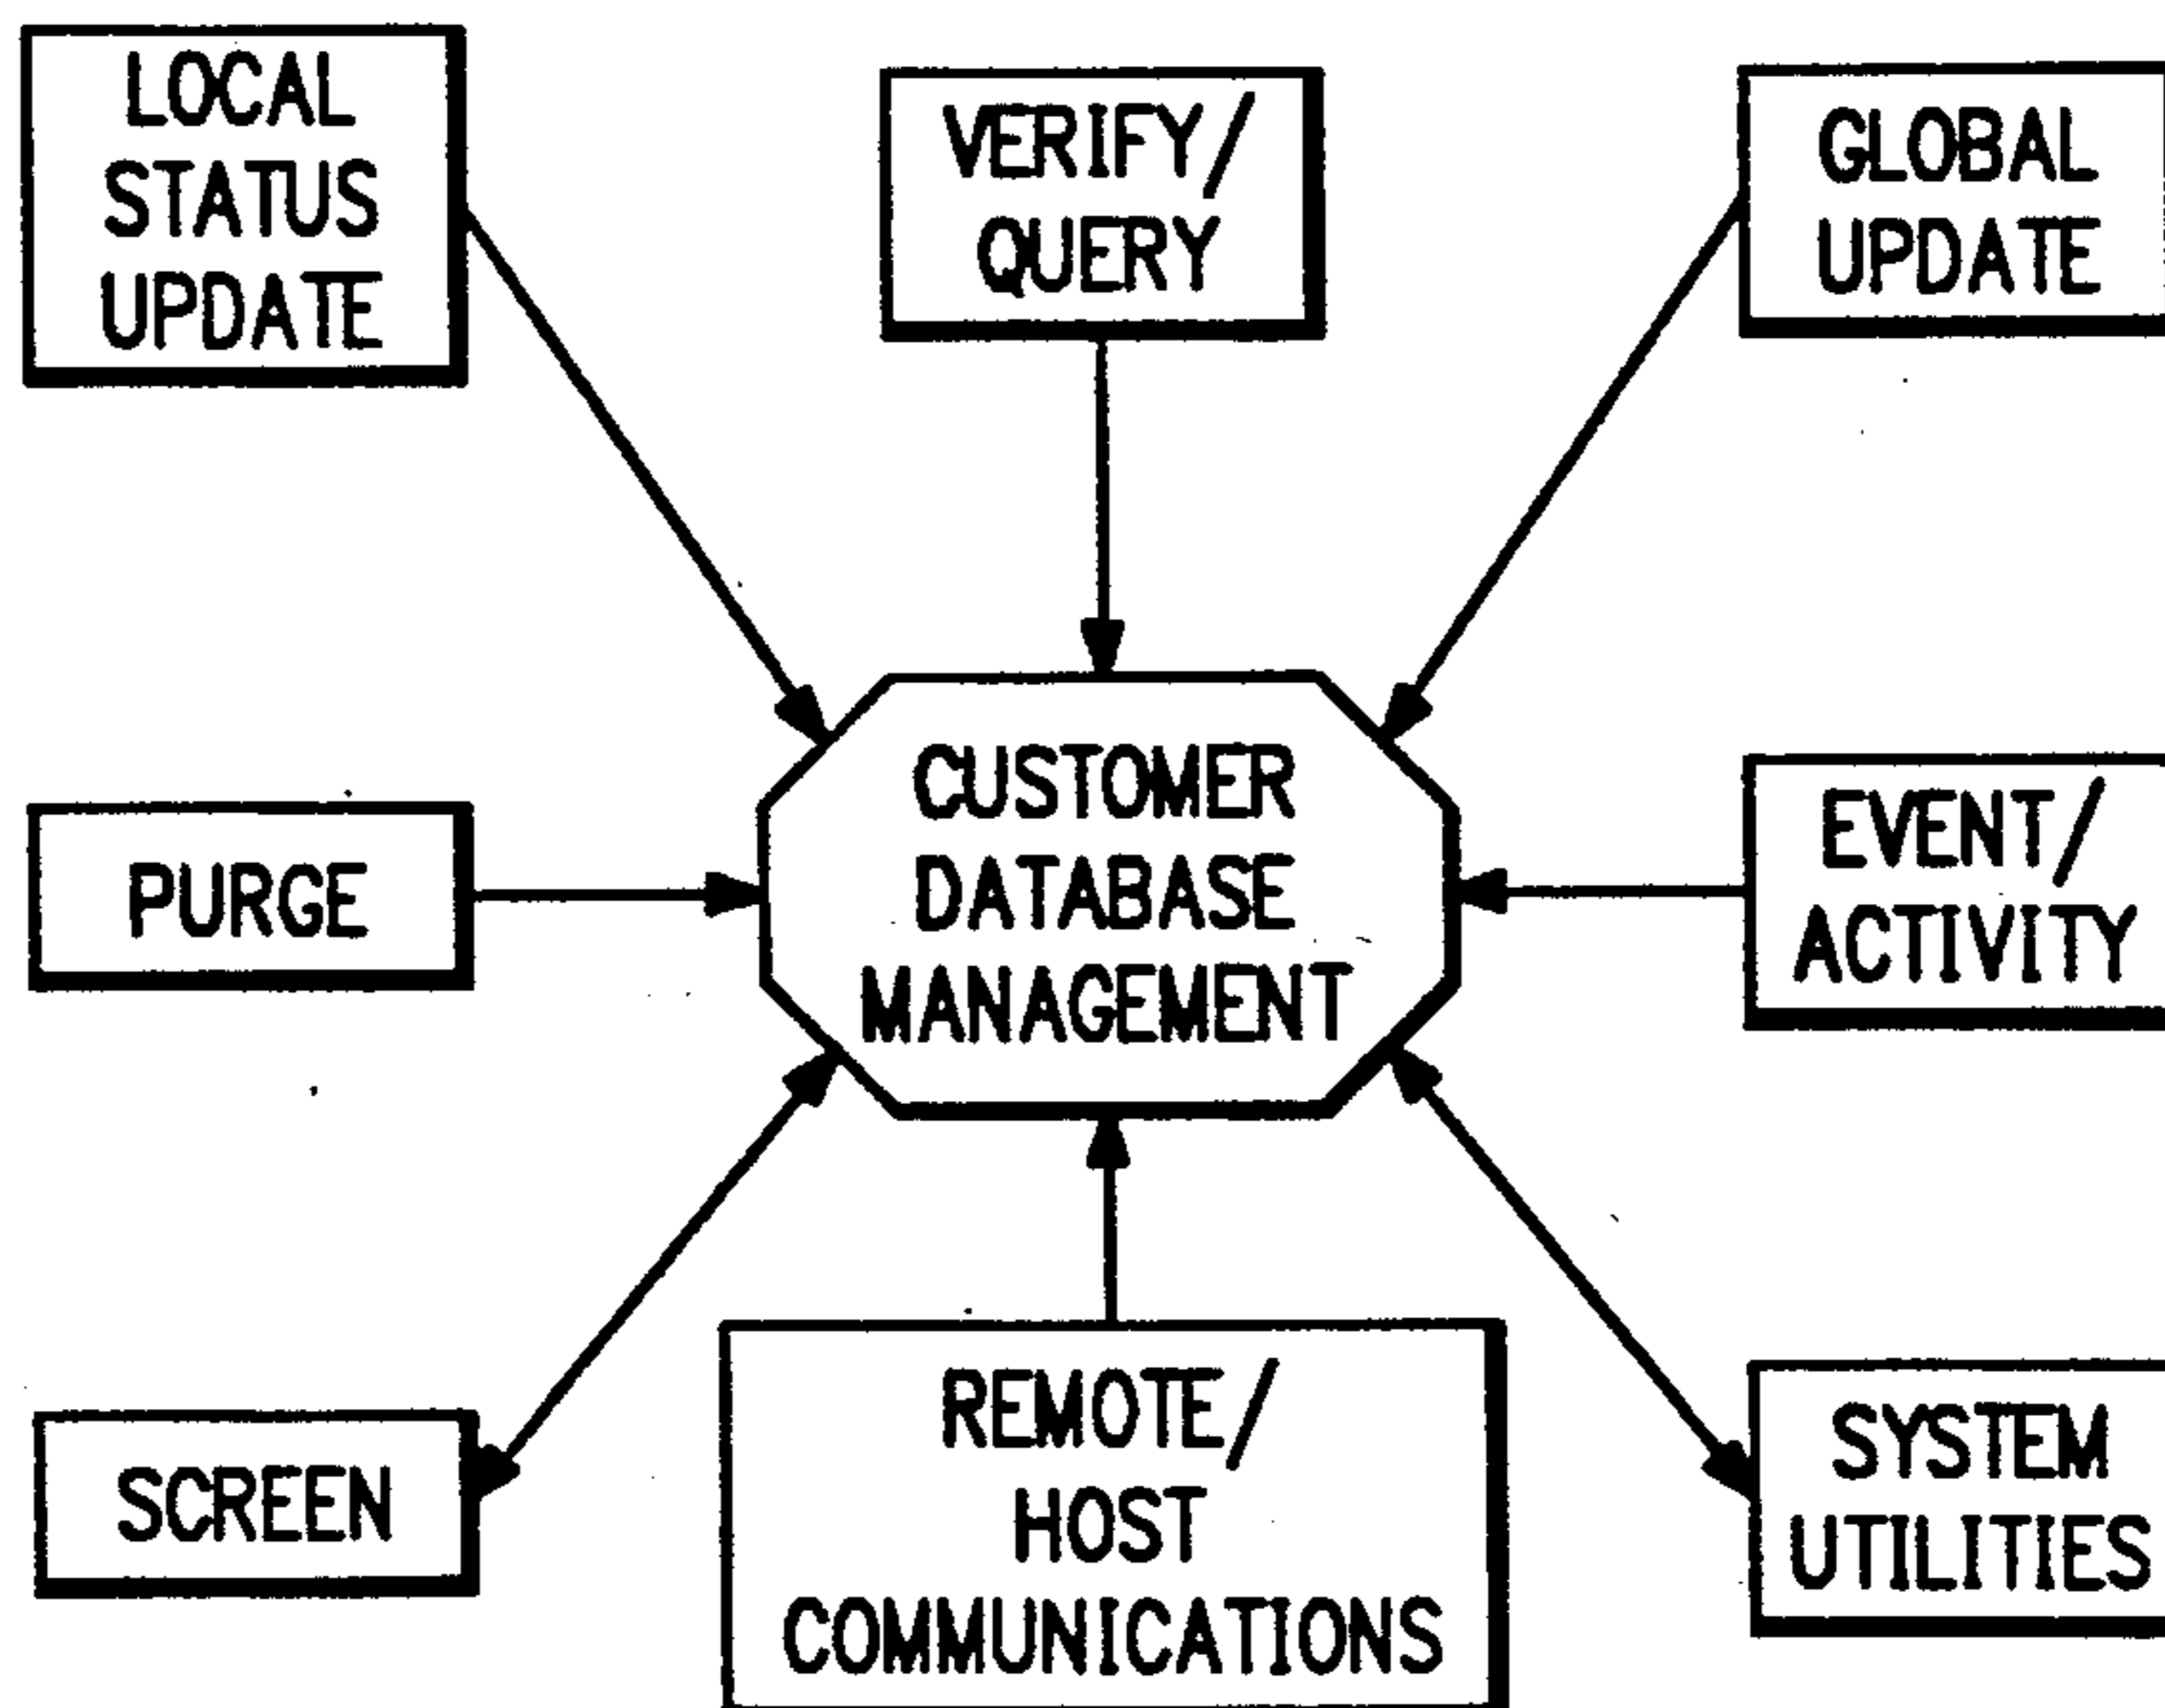 LOCAL
STATUS
UPDATE
VERIFY/
QUERY
GLOBAL
UPDATE
PURGE
CUSTOMER
DATABASE
MANAGEMENT
EVENT/
ACTIVITY
SCREEN
REMOTE/
HOST
COMMUNICATIONS
SYSTEM
UTILITIES